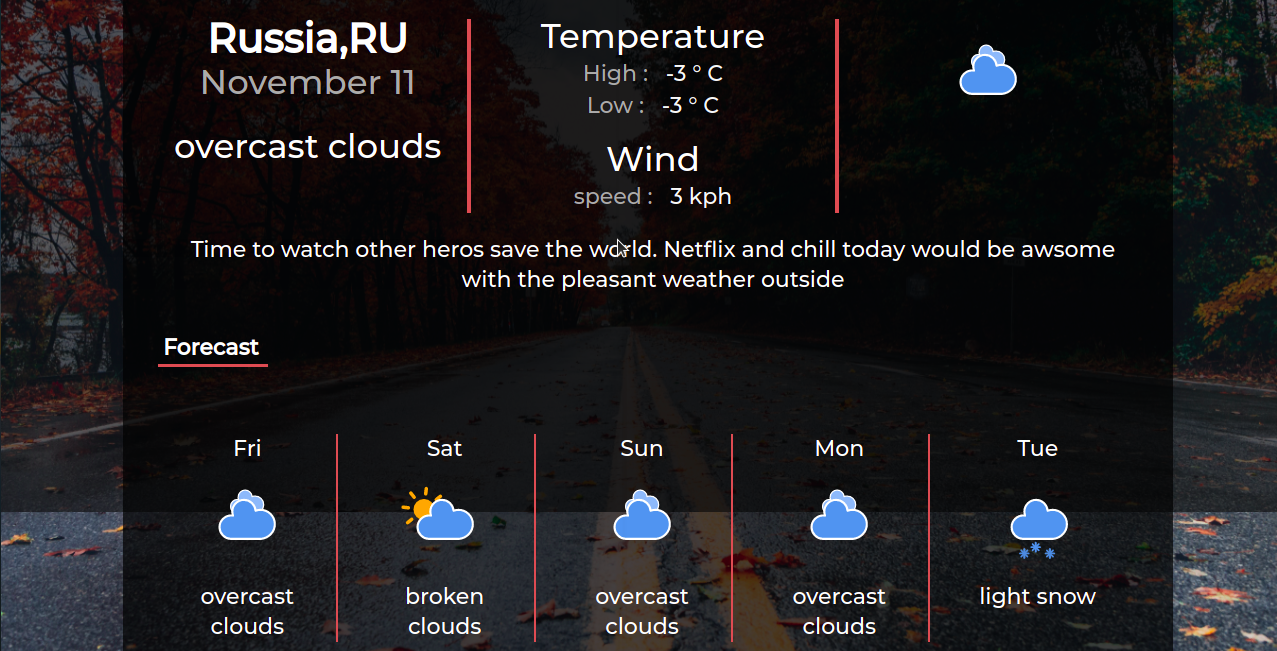 Russia,RU
November 11
overcast clouds
Temperature
High : -3 ° C
Low : -3 ° C
Wind
speed : 3 kph
Time to watch other heros save the world. Netflix and chill today would be awsome
with the pleasant weather outside
Forecast
Fri
overcast
clouds
Sat
broken
clouds
Sun
overcast
clouds
Mon
overcast
clouds
Tue
light snow